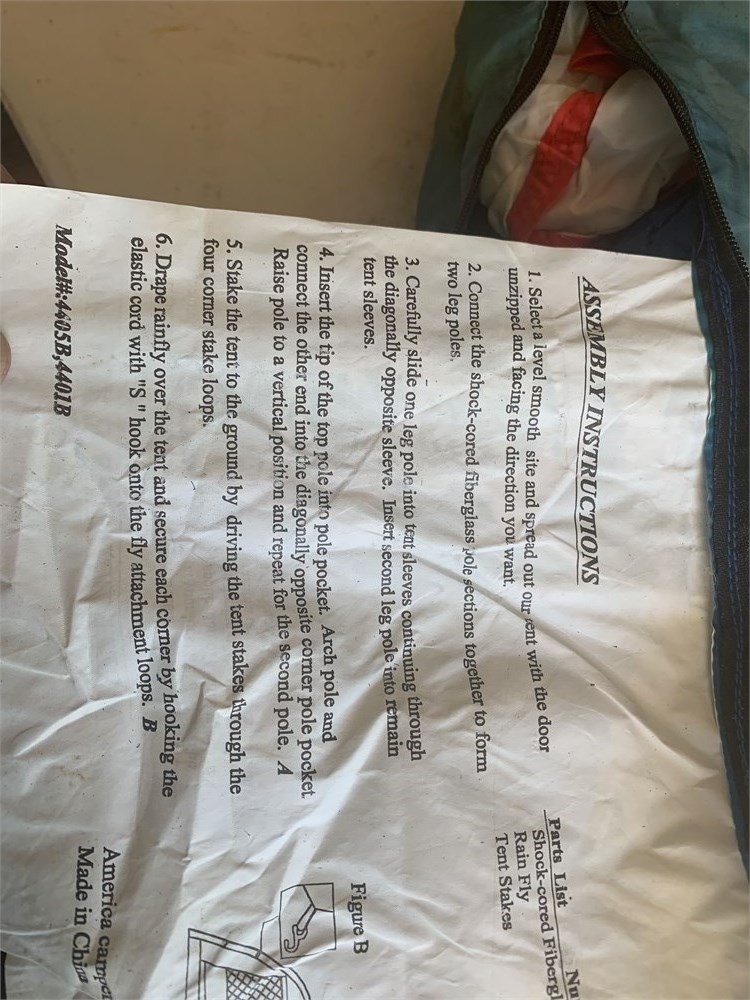 ASSEMBLY INSTRUCTIONS
1. Select a level smooth site and spread out our tent with the door
unzipped and facing the direction you want.
2. Connect the shock-cored fiberglass pole sections together to form
two leg poles.
3. Carefully slide one leg pole into tent sleeves continuing through
the diagonally opposite sleeve. Insert second leg pole into remain
tent sleeves.
4. Insert the tip of the top pole into pole pocket. Arch pole and
connect the other end into the diagonally opposite corner pole pocket
Raise pole to a vertical position and repeat for the second pole. A
5. Stake the tent to the ground by driving the tent stakes through the
four corner stake loops.
6. Drape rainfly over the tent and secure each corner by hooking the
elastic cord with "S " hook onto the fly attachment loops. B
Model#:4405B,4401B
Parts List Nu
Shock-cored Fibergl
Rain Fly
Tent Stakes
Figure B
America camper
Made in China